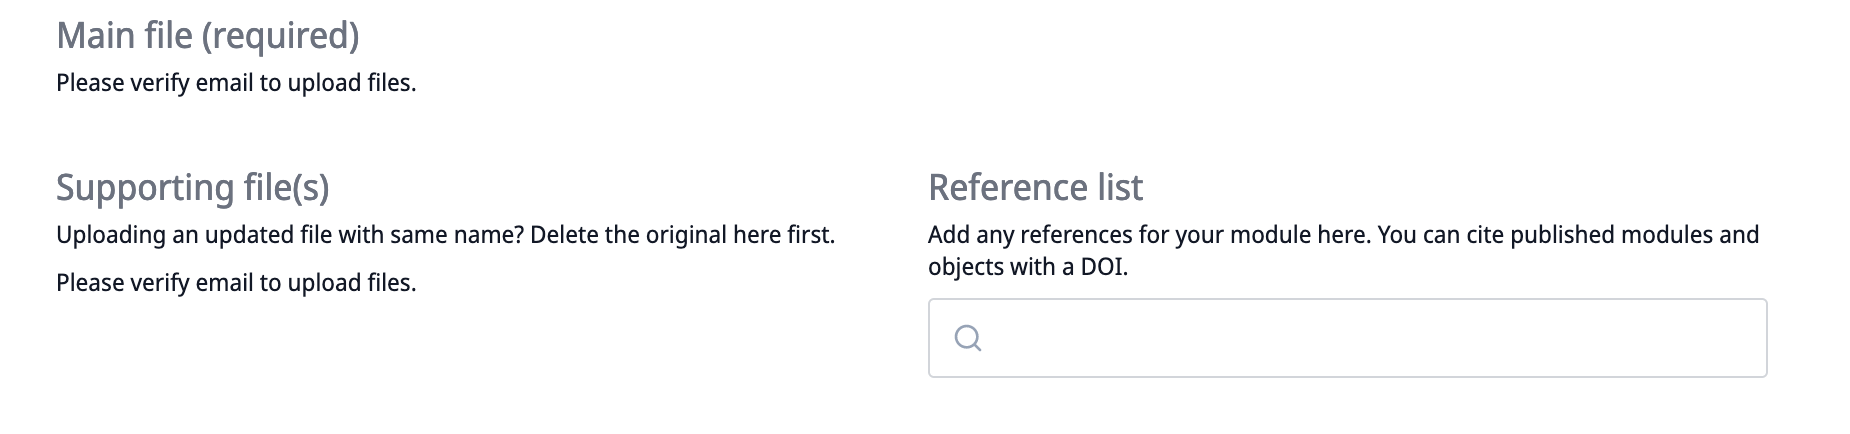 Main file (required)
Please verify email to upload files.
Supporting file(s)
Uploading an updated file with same name? Delete the original here first.
Please verify email to upload files.
Reference list
Add any references for your module here. You can cite published modules and
objects with a DOI.